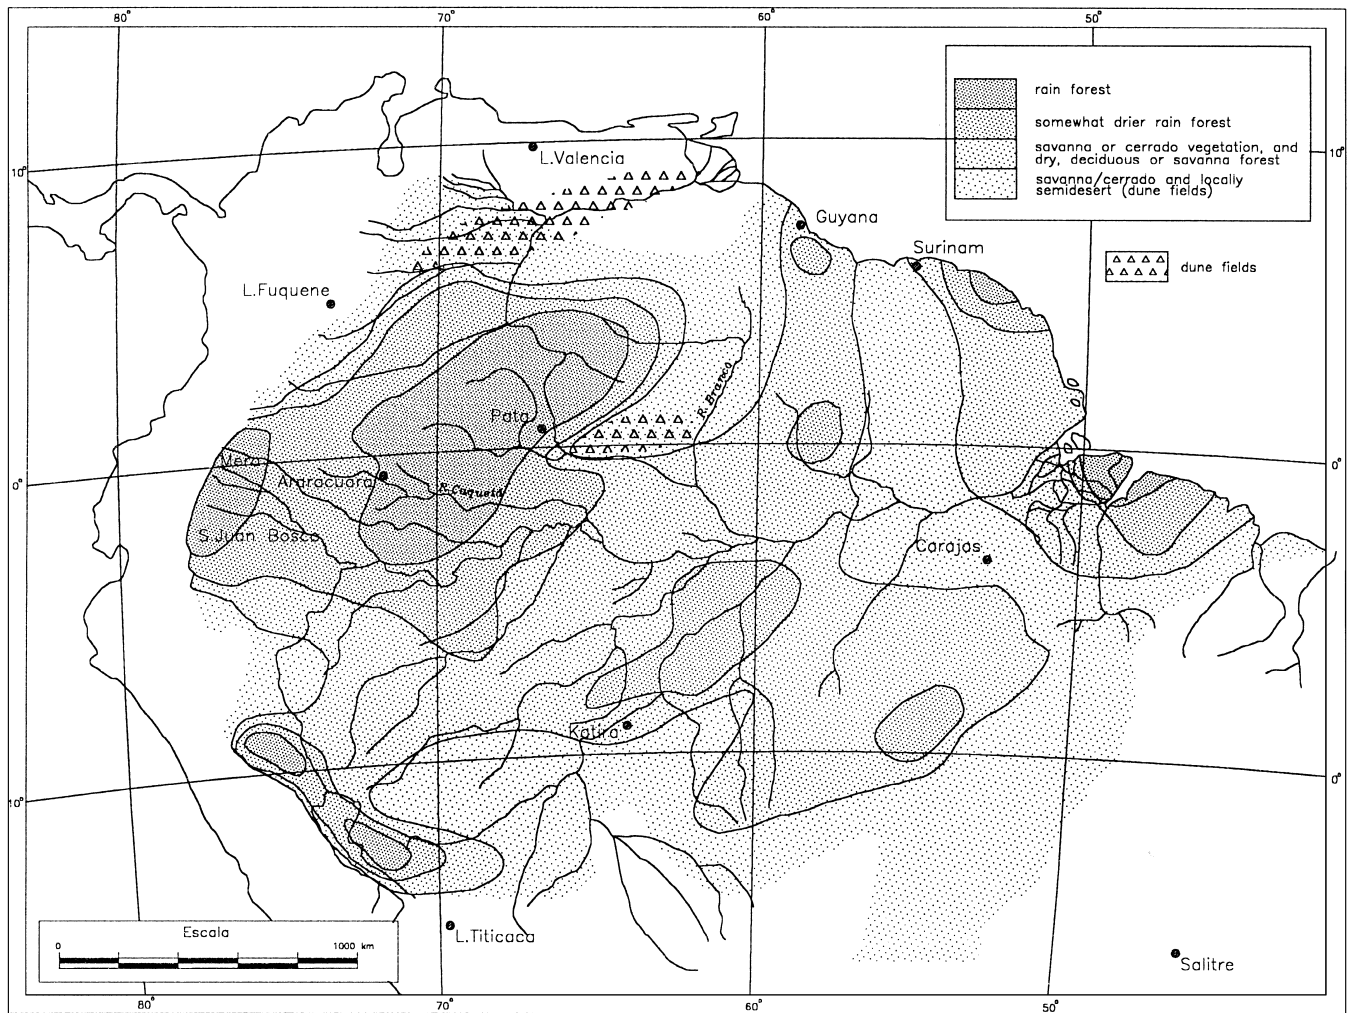 80°
70°
60°
50°
rain forest
somewhat drier rain forest
savanna or cerrado vegetation, and
dry, deciduous or savanna forest
savanna/cerrado and locally
semidesert (dune fields)
10°
10°
L.Valencia
Guyana
Surinam
dune fields
L.Fuquene
R. Branco
Pata
Mera
0°
0°
Araracuara
R.Caquetá
S.Juan Bosco
Carajas
Katira
0°
10°
Escala
0
1000 km
L.Titicaca
Salitre
80°
70°
60°
50°